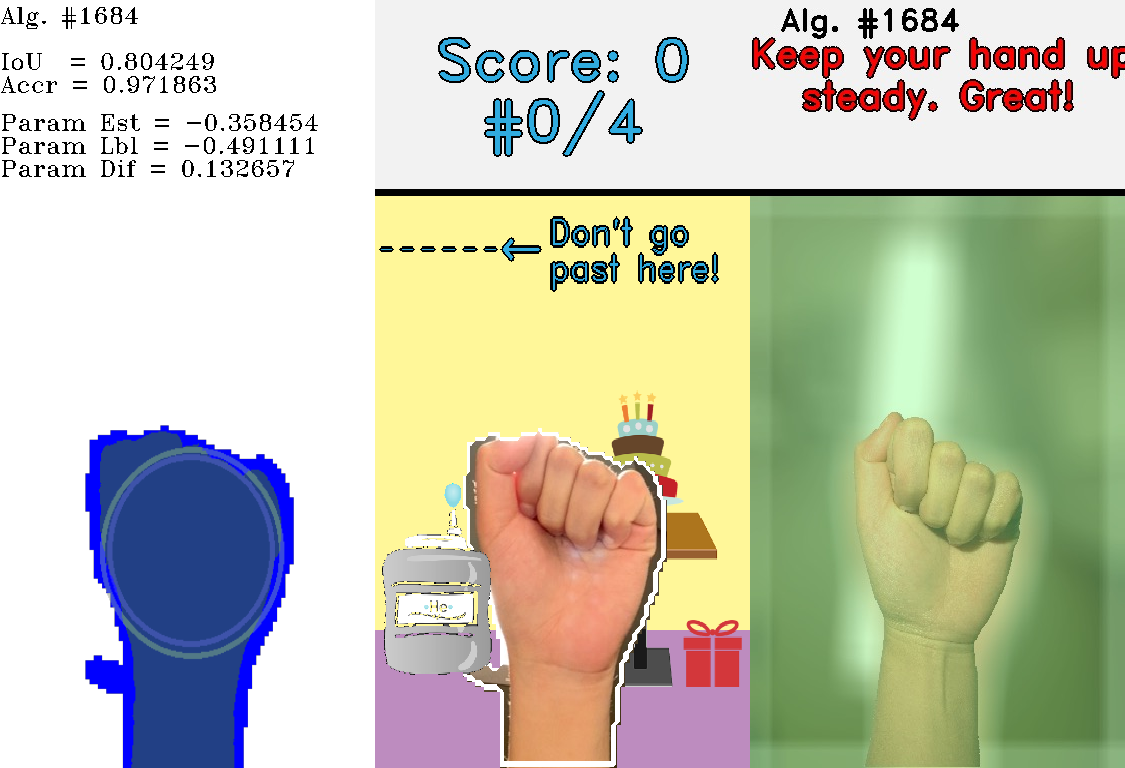 Alg. #1684
IoU = 0.804249
Accr = 0.971863
Param Est = −0.358454
Param Lbl = −0.491111
Param Dif = 0.132657
Score: 0
#0/4
Alg. #1684
Keep your hand up
steady. Great!
Don't go
past here!